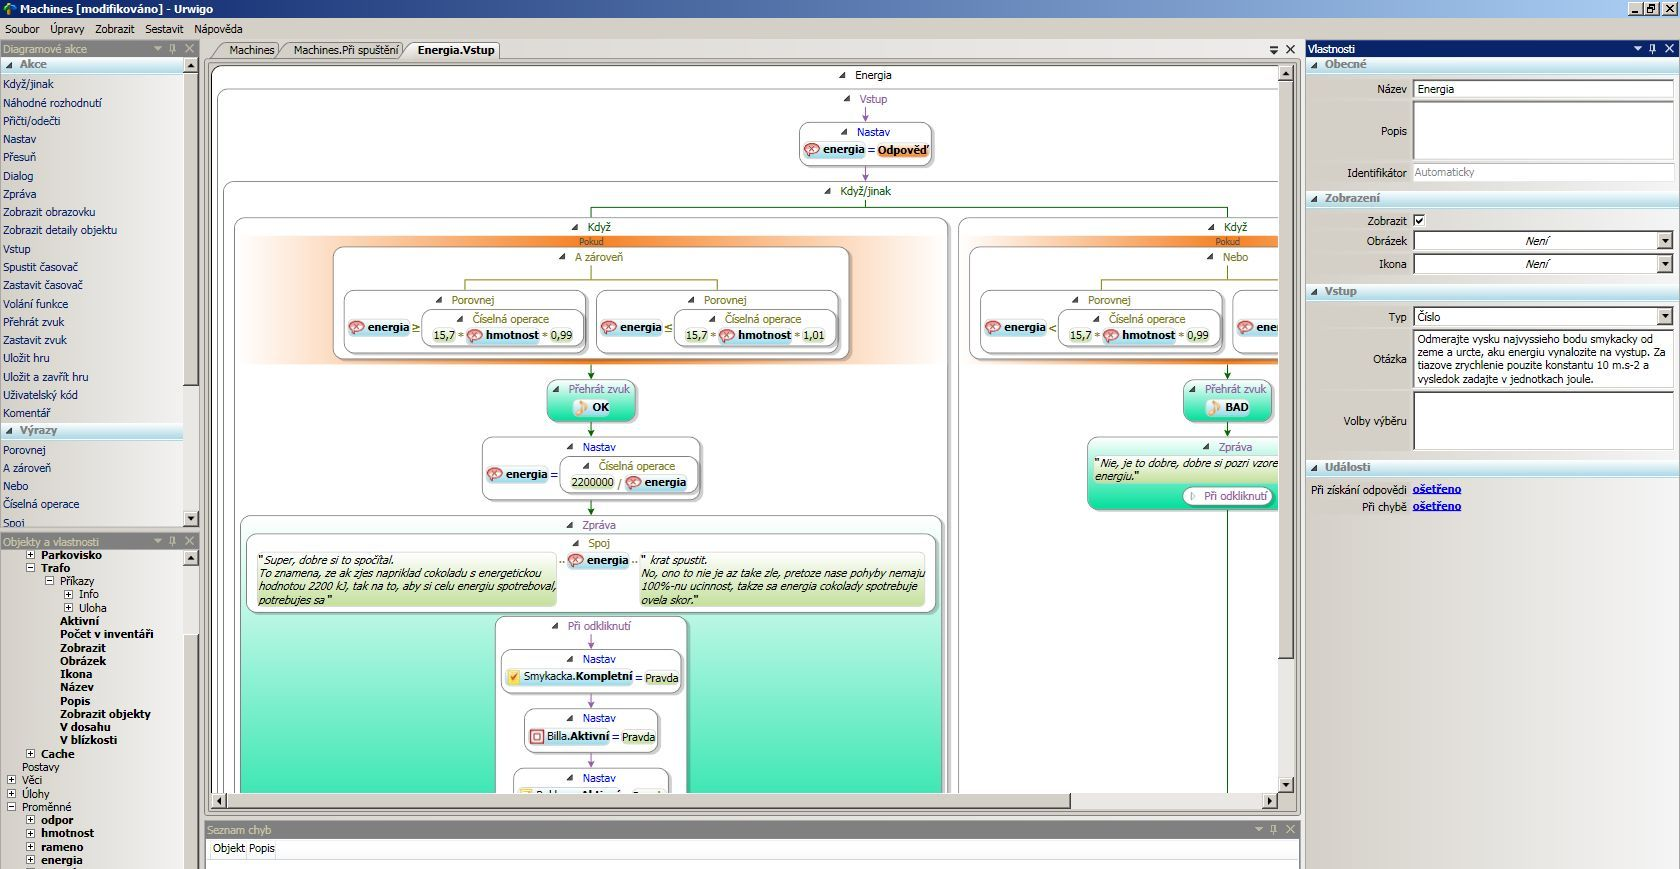 Machines [modifikováno] - Urwigo
Soubor Úpravy Zobrazit Sestavit Nápověda
Diagramové akce
Akce
Když/jinak
Náhodné rozhodnutí
Přičti/odečti
Nastav
Přesuň
Dialog
Zpráva
Zobrazit obrazovku
Zobrazit detaily objektu
Vstup
Spustit časovač
Zastavit časovač
Volání funkce
Přehrát zvuk
Zastavit zvuk
Uložit hru
Uložit a zavřít hru
Uživatelský kód
Komentář
Výrazy
Porovnej
A zároveň
Nebo
Číselná operace
Spoj
Objekty a vlastnosti
Parkovisko
Trafo
Příkazy
Info
Uloha
Aktivní
Počet v inventáři
Zobrazit
Obrázek
Ikona
Název
Popis
Zobrazit objekty
V dosahu
V blízkosti
Cache
Postavy
Věci
Úlohy
Proměnné
odpor
hmotnost
rameno
energia
Machines Machines.Při spuštění Energia.Vstup
Energia
Vstup
Nastav
energia = Odpověď
Když/jinak
Když
Pokud
A zároveň
Porovnej
energia ≥
Číselná operace
15,7 * hmotnost * 0,99
Porovnej
energia ≤
Číselná operace
15,7 * hmotnost * 1,01
Přehrát zvuk
OK
Nastav
energia =
Číselná operace
2200000 / energia
Zpráva
Spoj
"Super, dobre si to spočítal.
To znamena, ze ak zjes napriklad cokoladu s energetickou
hodnotou 2200 kJ, tak na to, aby si celu energiu spotreboval,
potrebujes sa "
.. energia ..
" krat spustit.
No, ono to nie je az take zle, pretoze nase pohyby nemaju
100%-nu ucinnost, takze sa energia cokolady spotrebuje
ovela skor."
Při odkliknutí
Nastav
Smykacka.Kompletní = Pravda
Nastav
Billa.Aktivní = Pravda
Nastav
Když
Pokud
Nebo
Porovnej
energia <
Číselná operace
15,7 * hmotnost * 0,99
Přehrát zvuk
BAD
Zpráva
"Nie, je to dobre, dobre si pozri vzore
energiu."
Při odkliknutí
Seznam chyb
Objekt Popis
Vlastnosti
Obecné
Název Energia
Popis
Identifikátor Automaticky
Zobrazení
Zobrazit
Obrázek Není
Ikona Není
Vstup
Typ Číslo
Otázka
Odmerajte vysku najvyssieho bodu smykacky od
zeme a urcte, aku energiu vynalozite na vystup. Za
tiazove zrychlenie pouzite konstantu 10 m.s-2 a
vysledok zadajte v jednotkach joule.
Volby výběru
Události
Při získání odpovědi ošetřeno
Při chybě ošetřeno